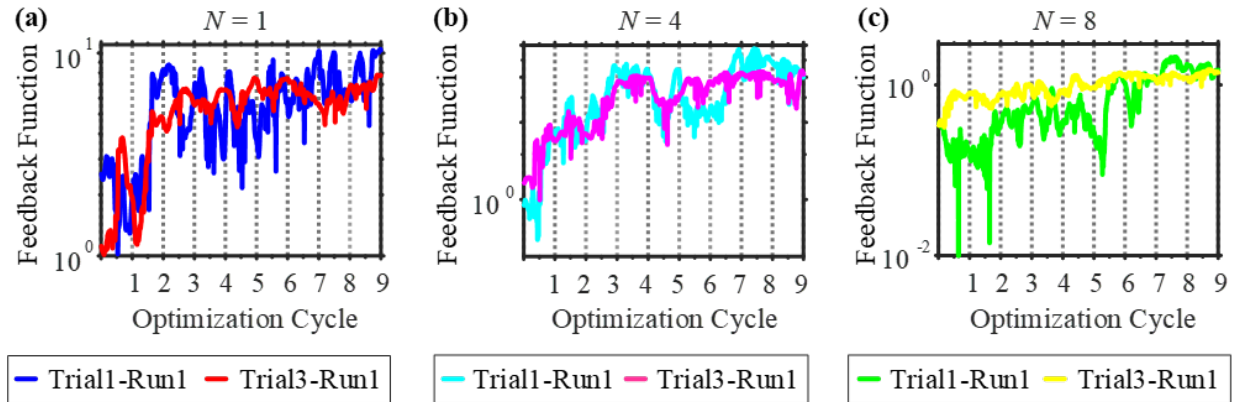 (a) N = 1
Feedback Function
10^1
10^0
1 2 3 4 5 6 7 8 9
Optimization Cycle
Trial1-Run1 Trial3-Run1
(b) N = 4
Feedback Function
10^0
1 2 3 4 5 6 7 8 9
Optimization Cycle
Trial1-Run1 Trial3-Run1
(c) N = 8
Feedback Function
10^0
10^-2
1 2 3 4 5 6 7 8 9
Optimization Cycle
Trial1-Run1 Trial3-Run1